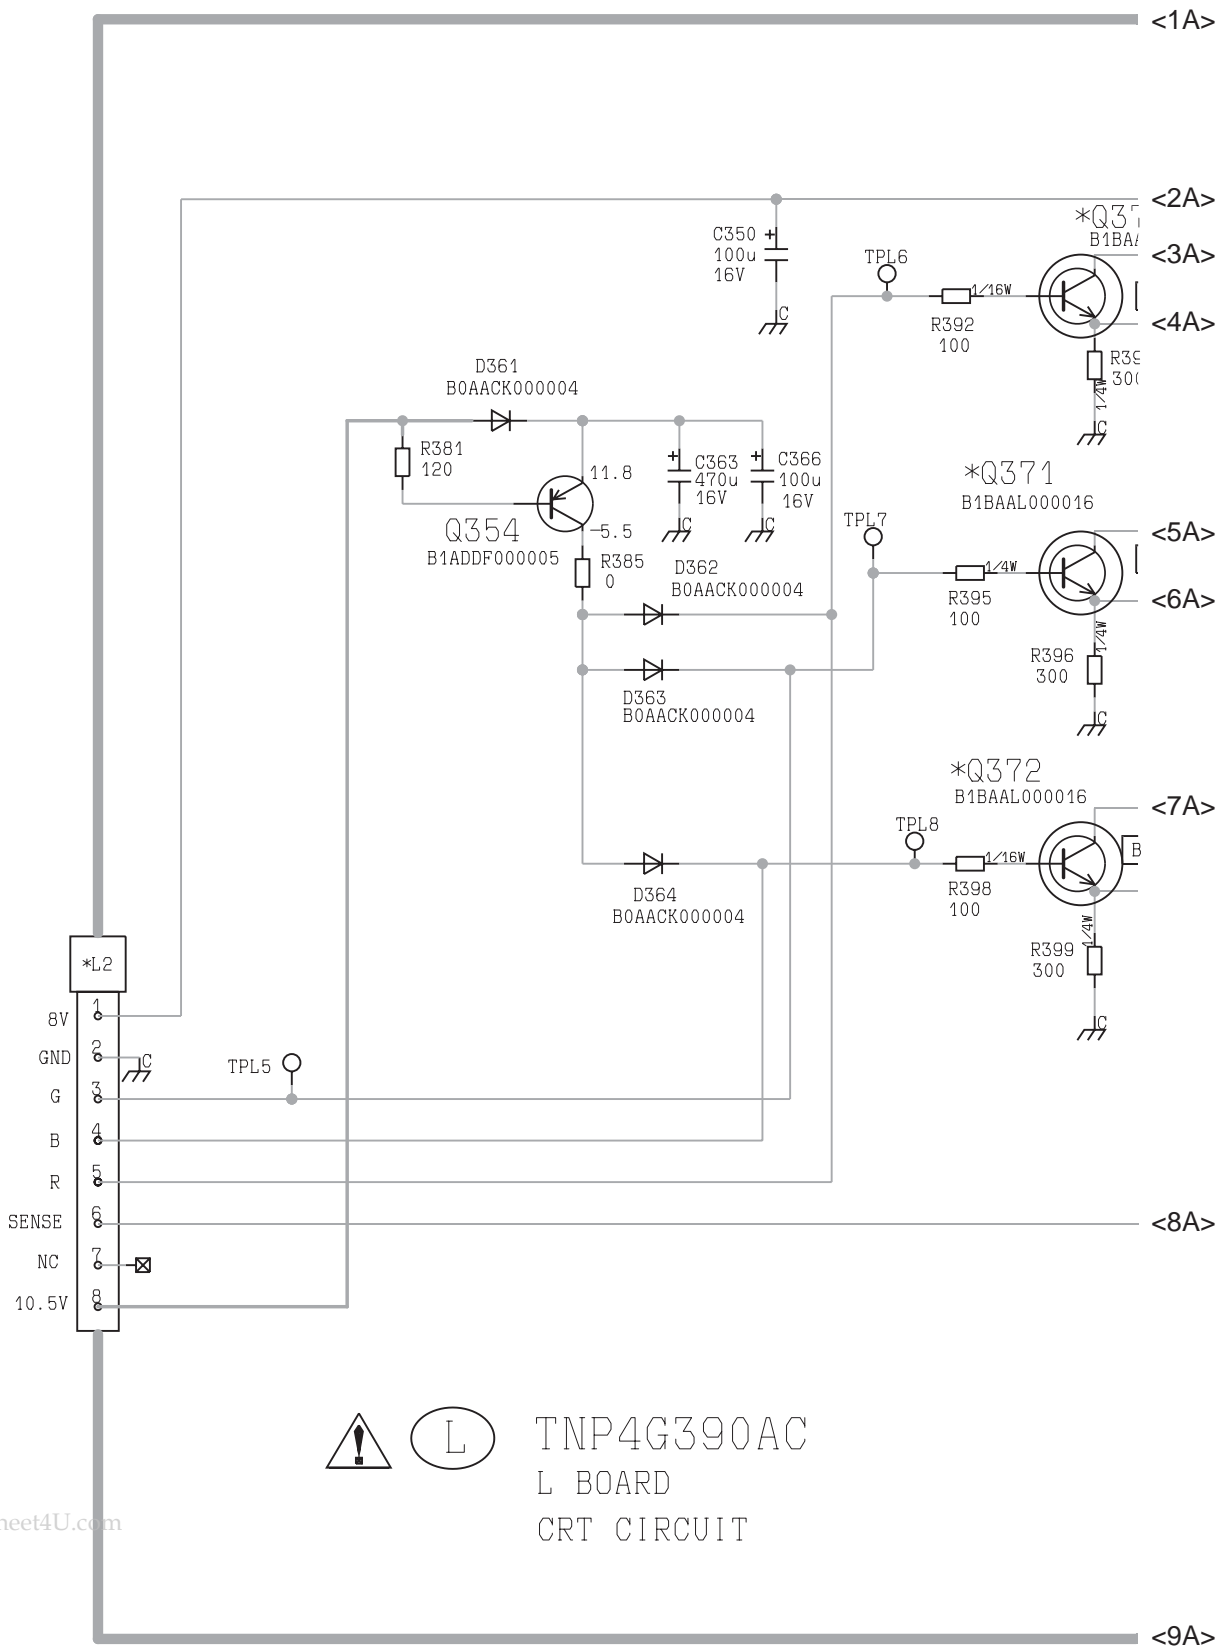 <1A>
<2A>
*Q37
B1BAA
<3A>
C350 +
100u
16V
TPL6
1/16W
C
R392
100
<4A>
R39
300
1/4W
C
D361
B0AACK000004
R381
120
11.8
C363
470u
16V
C366
100u
16V
+
+
C
C
Q354
B1ADDF000005
-5.5
R385
0
*Q371
B1BAAL000016
TPL7
<5A>
1/4W
D362
B0AACK000004
R395
100
<6A>
1/4W
R396
300
C
D363
B0AACK000004
*Q372
B1BAAL000016
<7A>
TPL8
1/16W
B
D364
B0AACK000004
R398
100
1/4W
R399
300
C
*L2
8V 1
GND 2
C
TPL5
G 3
B 4
R 5
SENSE 6
<8A>
NC 7
10.5V 8
! L TNP4G390AC
L BOARD
CRT CIRCUIT
heet4U.com
<9A>